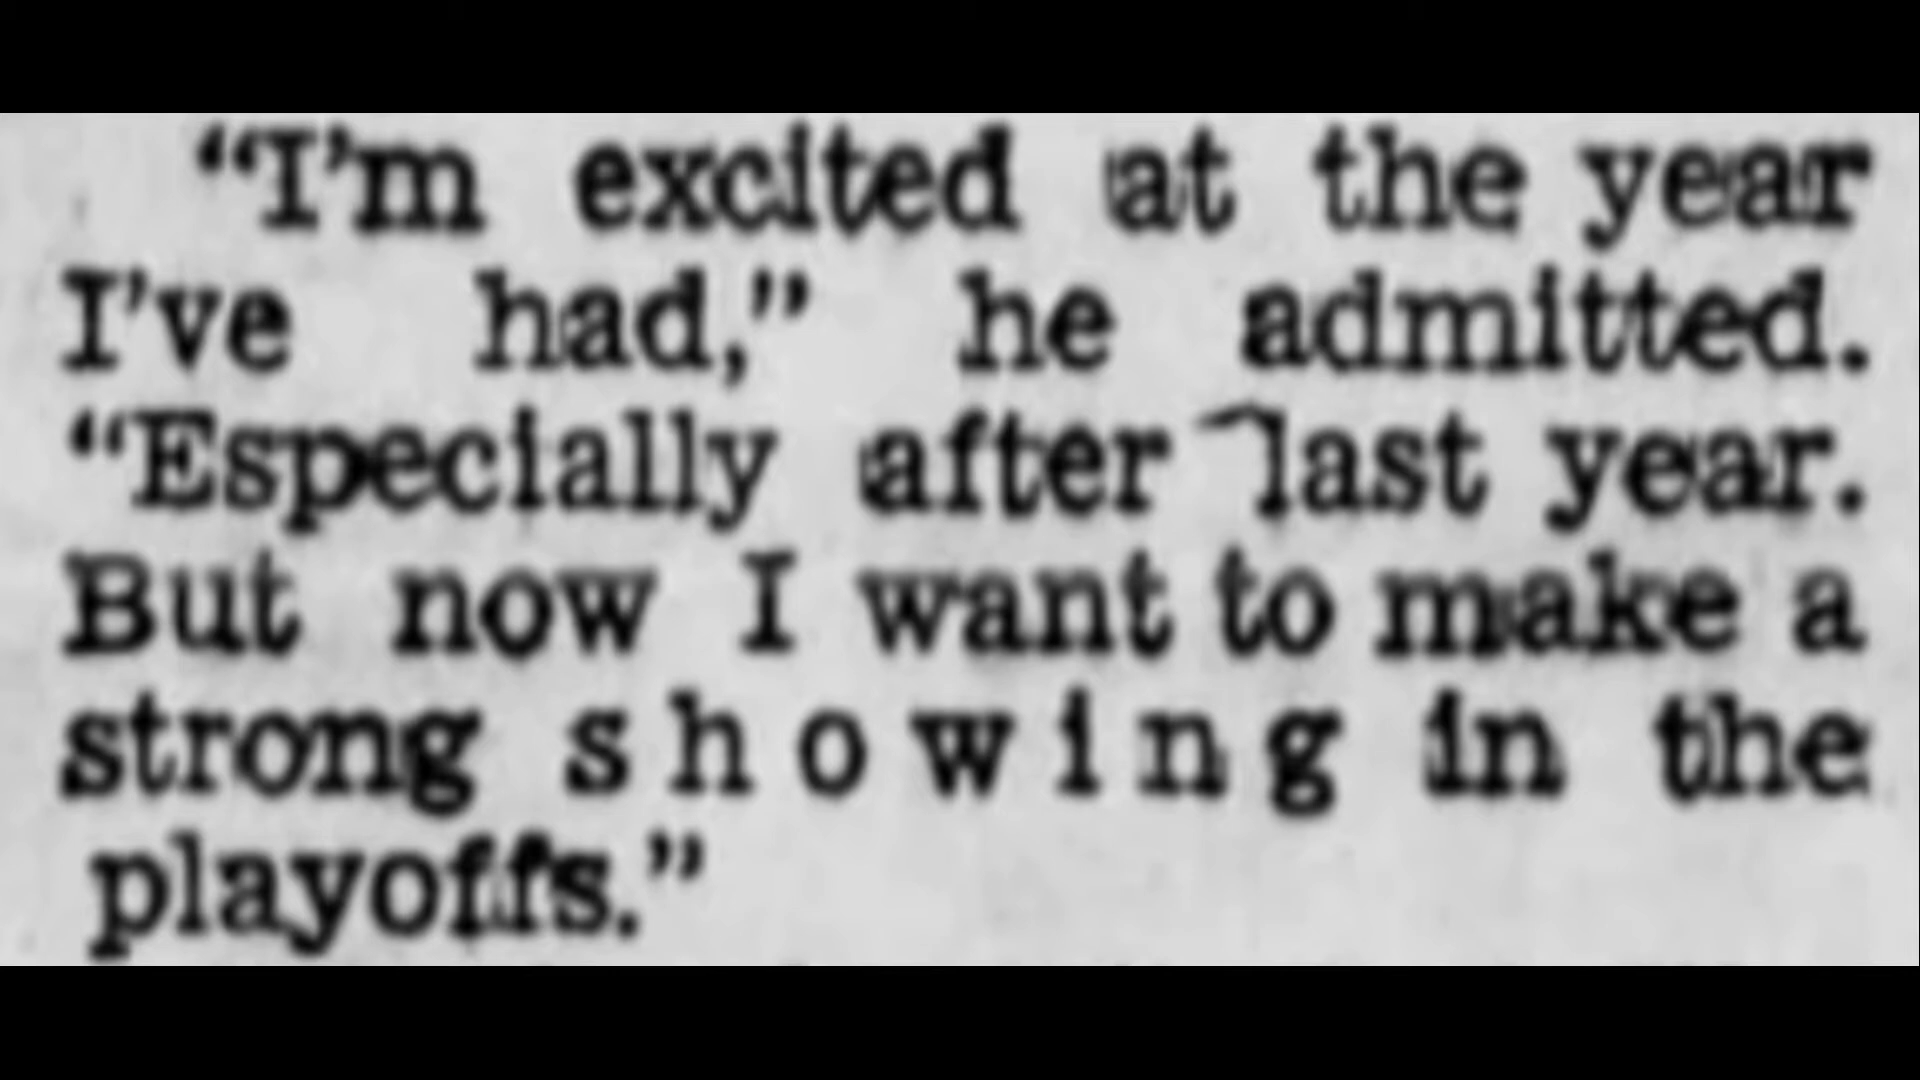 “I’m excited at the year
I’ve had,” he admitted.
“Especially after last year.
But now I want to make a
strong showing in the
playoffs.”